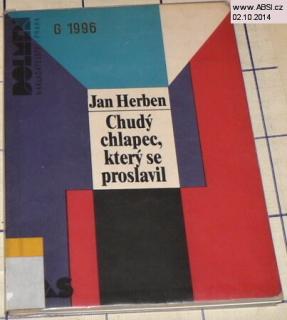 www.ABSI.cz
02.10.2014
G 1996
Jan Herben
Chudý
chlapec,
který se
proslavil